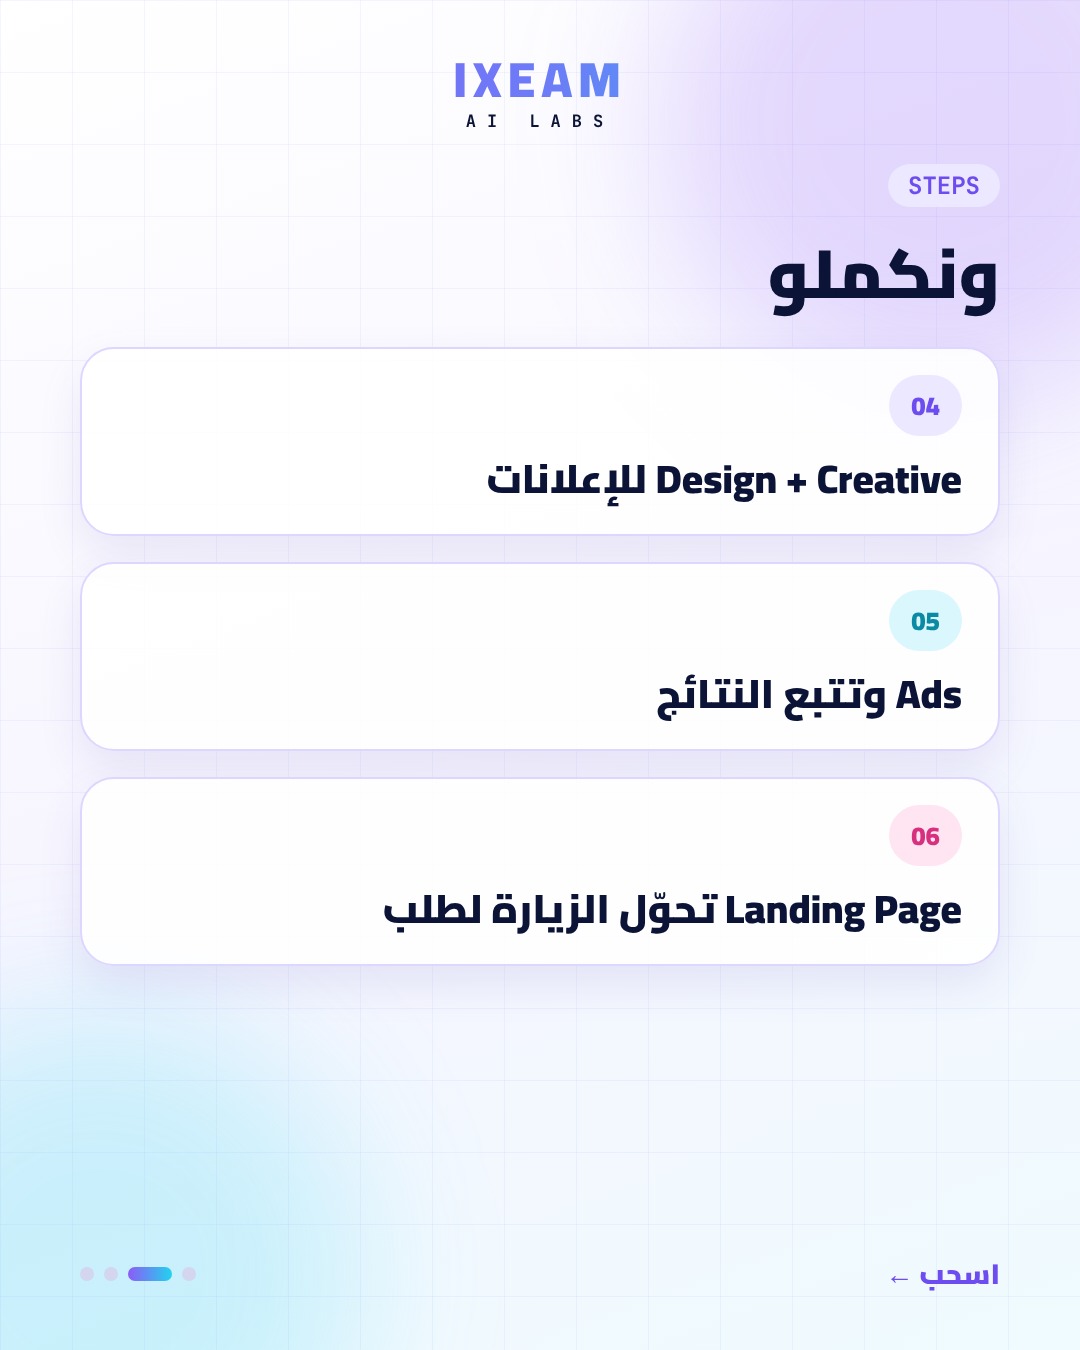 IXEAM
AI LABS
STEPS
ونكملو
04
Design + Creative للإعلانات
05
Ads وتتبع النتائج
06
Landing Page تحوّل الزيارة لطلب
اسحب ←